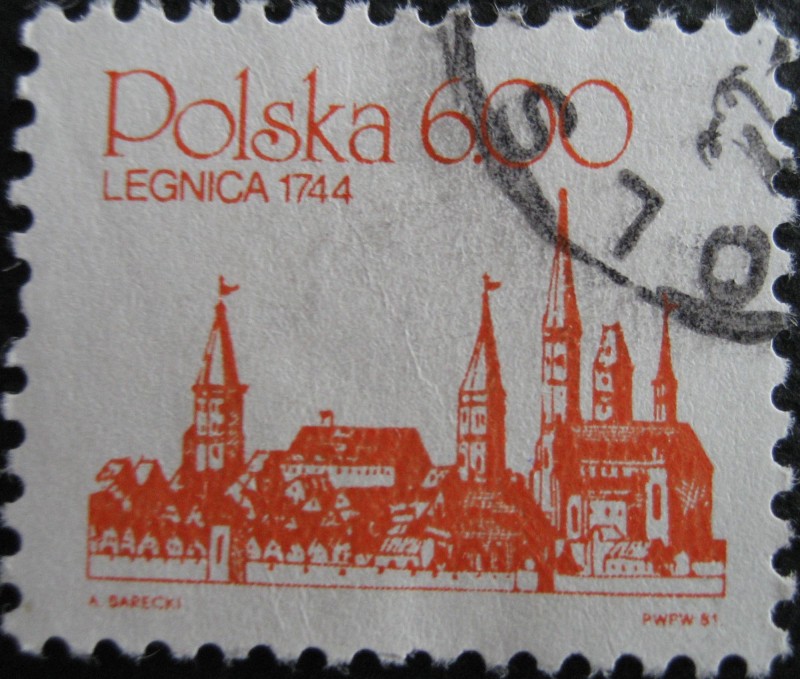 Polska 6.00
LEGNICA 1744
A. BARECKI
PWPW 81